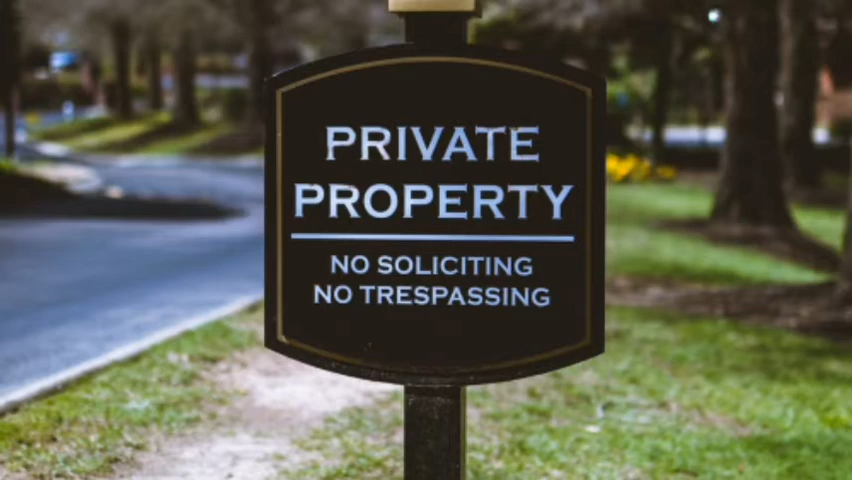 PRIVATE
PROPERTY
NO SOLICITING
NO TRESPASSING